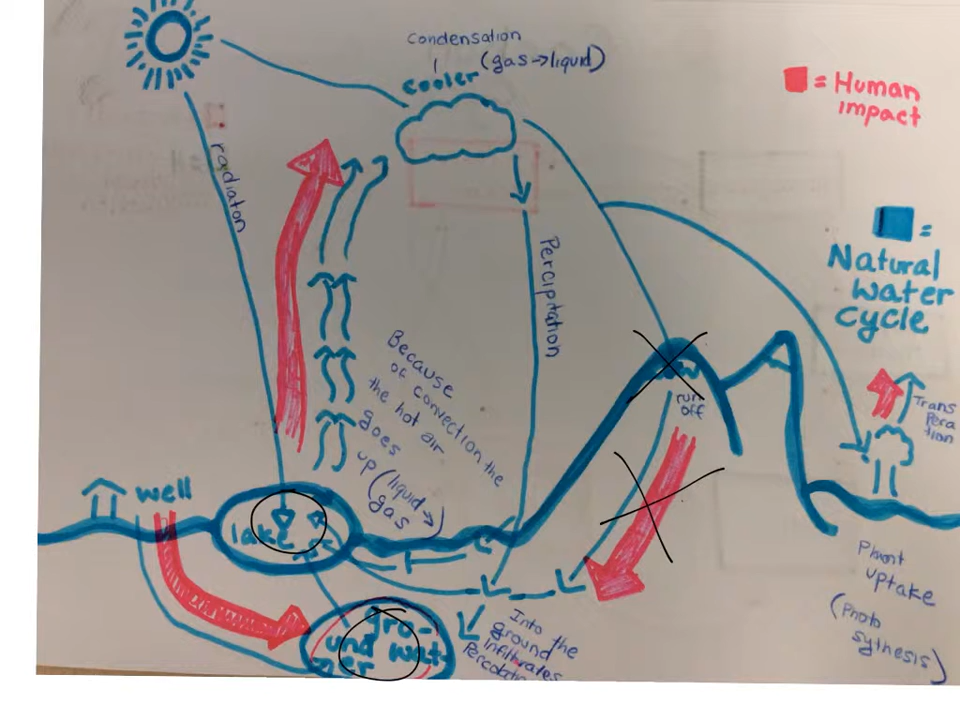 Condensation
(gas→liquid)
cooler
= Human
impact
radiaton
=
Natural
water
cycle
Percipitation
Because
of convection the
the hot air
goes
up (liquid→
gas)
run
off
Trans
Pera
tion
well
lake
gro-
und wat-
er
Into the
ground
infiltrates
Plant
uptake
(Photo
sythesis)